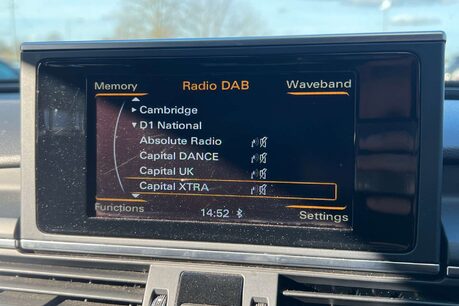 Memory Radio DAB Waveband
Cambridge
D1 National
Absolute Radio
Capital DANCE
Capital UK
Capital XTRA
Functions 14:52 Settings